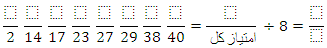 □/2 □/14 □/17 □/23 □/27 □/29 □/38 □/40 = □/امتیاز کل ÷ 8 = □/□